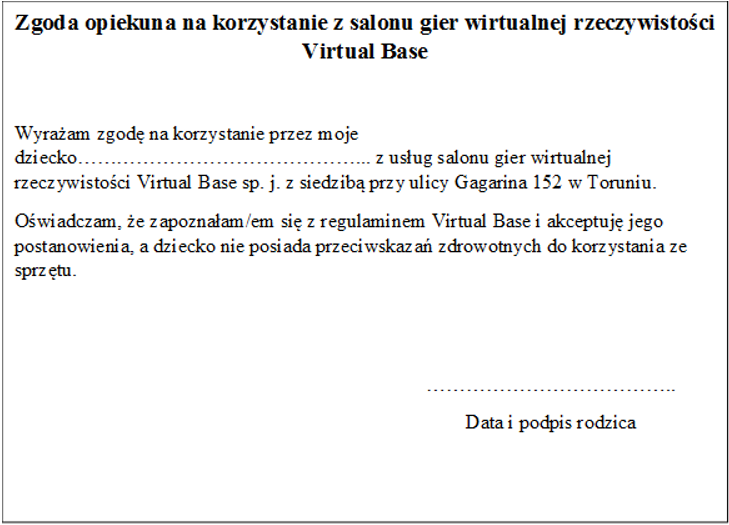 Zgoda opiekuna na korzystanie z salonu gier wirtualnej rzeczywistości
Virtual Base
Wyrażam zgodę na korzystanie przez moje
dziecko…………………………………….. z usług salonu gier wirtualnej
rzeczywistości Virtual Base sp. j. z siedzibą przy ulicy Gagarina 152 w Toruniu.
Oświadczam, że zapoznałam/em się z regulaminem Virtual Base i akceptuję jego
postanowienia, a dziecko nie posiada przeciwskazań zdrowotnych do korzystania ze
sprzętu.
………………………………..
Data i podpis rodzica